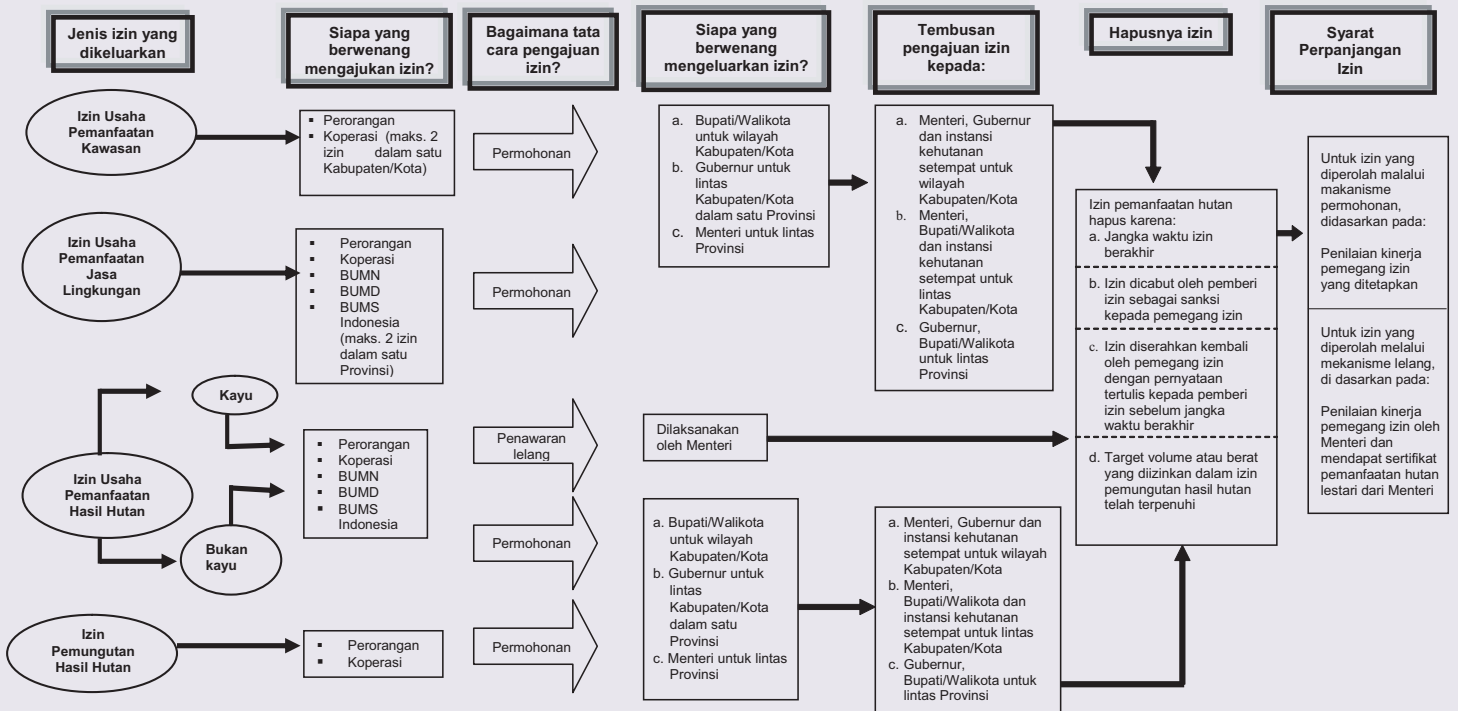 Jenis izin yang
dikeluarkan
Siapa yang
berwenang
mengajukan izin?
Bagaimana tata
cara pengajuan
izin?
Siapa yang
berwenang
mengeluarkan izin?
Tembusan
pengajuan izin
kepada:
Hapusnya izin
Syarat
Perpanjangan
Izin
Izin Usaha
Pemanfaatan
Kawasan
▪ Perorangan
▪ Koperasi (maks. 2
izin dalam satu
Kabupaten/Kota)
Permohonan
Izin Usaha
Pemanfaatan
Jasa
Lingkungan
▪ Perorangan
▪ Koperasi
▪ BUMN
▪ BUMD
▪ BUMS
Indonesia
(maks. 2 izin
dalam satu
Provinsi)
Permohonan
a. Bupati/Walikota
untuk wilayah
Kabupaten/Kota
b. Gubernur untuk
lintas
Kabupaten/Kota
dalam satu Provinsi
c. Menteri untuk lintas
Provinsi
a. Menteri, Gubernur
dan instansi
kehutanan
setempat untuk
wilayah
Kabupaten/Kota
b. Menteri,
Bupati/Walikota
dan instansi
kehutanan
setempat untuk
lintas
Kabupaten/Kota
c. Gubernur,
Bupati/Walikota
untuk lintas
Provinsi
Izin Usaha
Pemanfaatan
Hasil Hutan
Kayu
Bukan
kayu
▪ Perorangan
▪ Koperasi
▪ BUMN
▪ BUMD
▪ BUMS
Indonesia
Penawaran
lelang
Dilaksanakan
oleh Menteri
Permohonan
Izin
Pemungutan
Hasil Hutan
▪ Perorangan
▪ Koperasi
Permohonan
a. Bupati/Walikota
untuk wilayah
Kabupaten/Kota
b. Gubernur untuk
lintas
Kabupaten/Kota
dalam satu
Provinsi
c. Menteri untuk lintas
Provinsi
a. Menteri, Gubernur dan
instansi kehutanan
setempat untuk wilayah
Kabupaten/Kota
b. Menteri,
Bupati/Walikota dan
instansi kehutanan
setempat untuk lintas
Kabupaten/Kota
c. Gubernur,
Bupati/Walikota untuk
lintas Provinsi
Izin pemanfaatan hutan
hapus karena:
a. Jangka waktu izin
berakhir
b. Izin dicabut oleh pemberi
izin sebagai sanksi
kepada pemegang izin
c. Izin diserahkan kembali
oleh pemegang izin
dengan pernyataan
tertulis kepada pemberi
izin sebelum jangka
waktu berakhir
d. Target volume atau berat
yang diizinkan dalam izin
pemungutan hasil hutan
telah terpenuhi
Untuk izin yang
diperolah malalui
makanisme
permohonan,
didasarkan pada:
Penilaian kinerja
pemegang izin
yang ditetapkan
Untuk izin yang
diperolah melalui
mekanisme lelang,
di dasarkan pada:
Penilaian kinerja
pemegang izin oleh
Menteri dan
mendapat sertifikat
pemanfaatan hutan
lestari dari Menteri